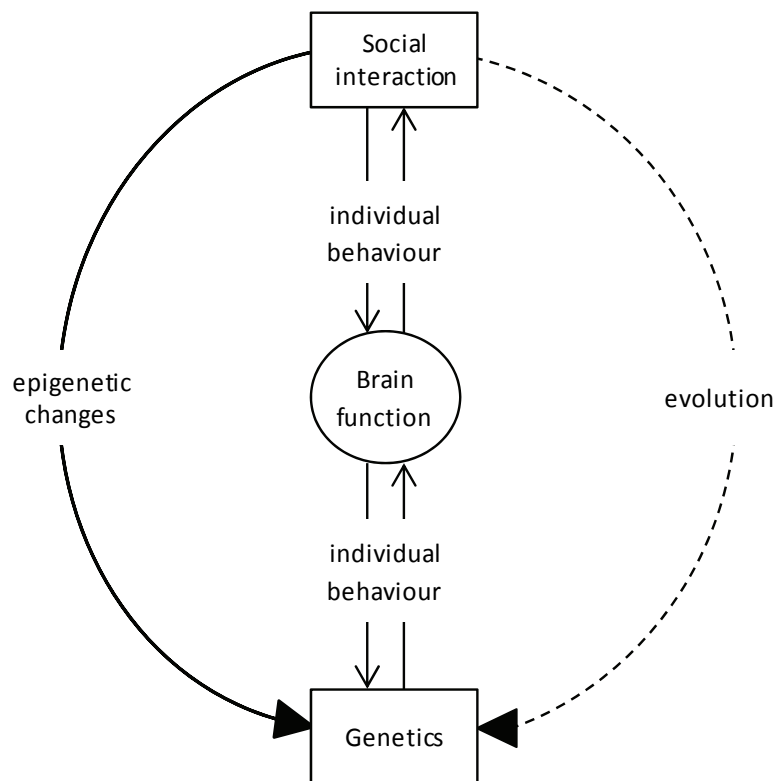 Social
interaction
individual
behaviour
epigenetic
changes
Brain
function
evolution
individual
behaviour
Genetics